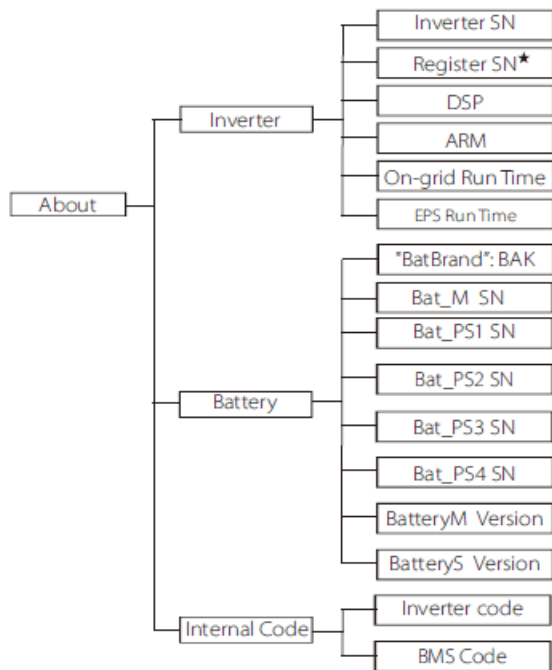 About
Inverter
Inverter SN
Register SN★
DSP
ARM
On-grid Run Time
EPS Run Time
Battery
"BatBrand": BAK
Bat_M SN
Bat_PS1 SN
Bat_PS2 SN
Bat_PS3 SN
Bat_PS4 SN
BatteryM Version
BatteryS Version
Internal Code
Inverter code
BMS Code